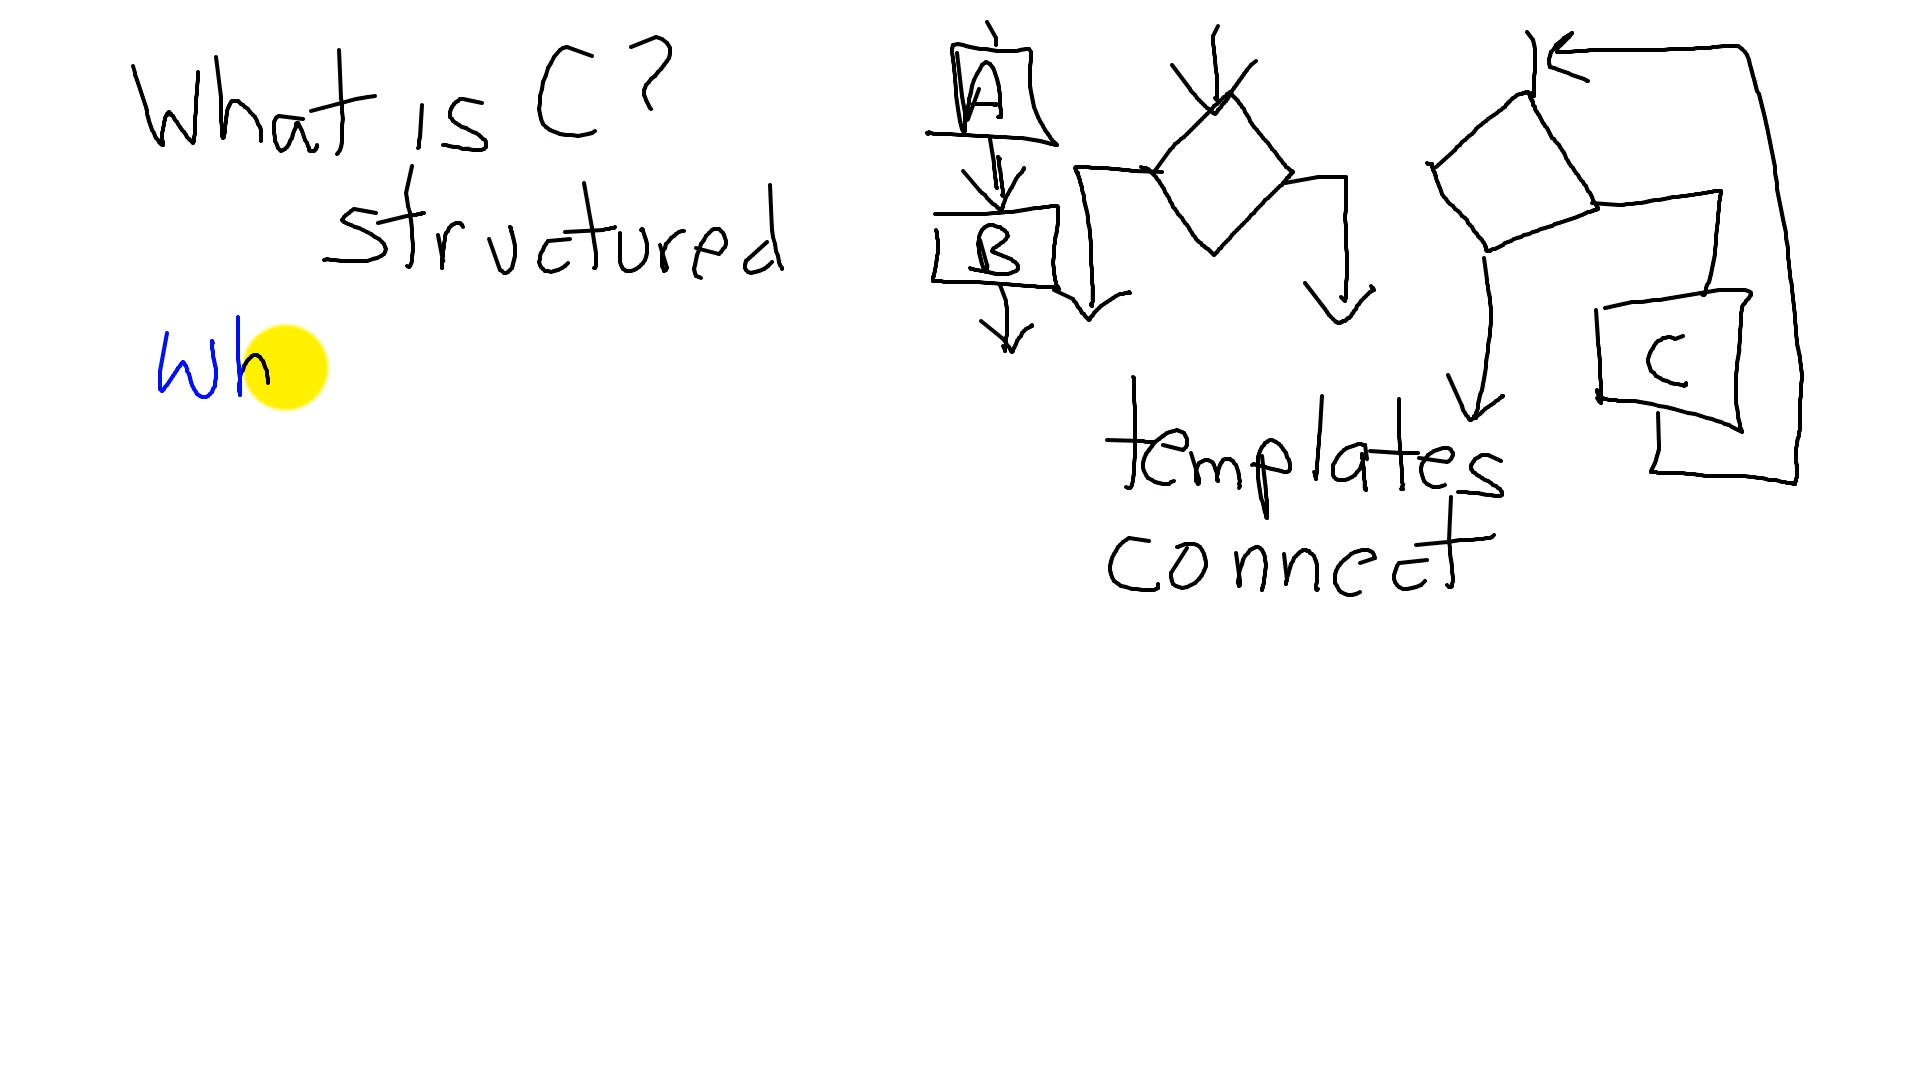 What is C?
structured
Wh
A
B
C
templates
connect